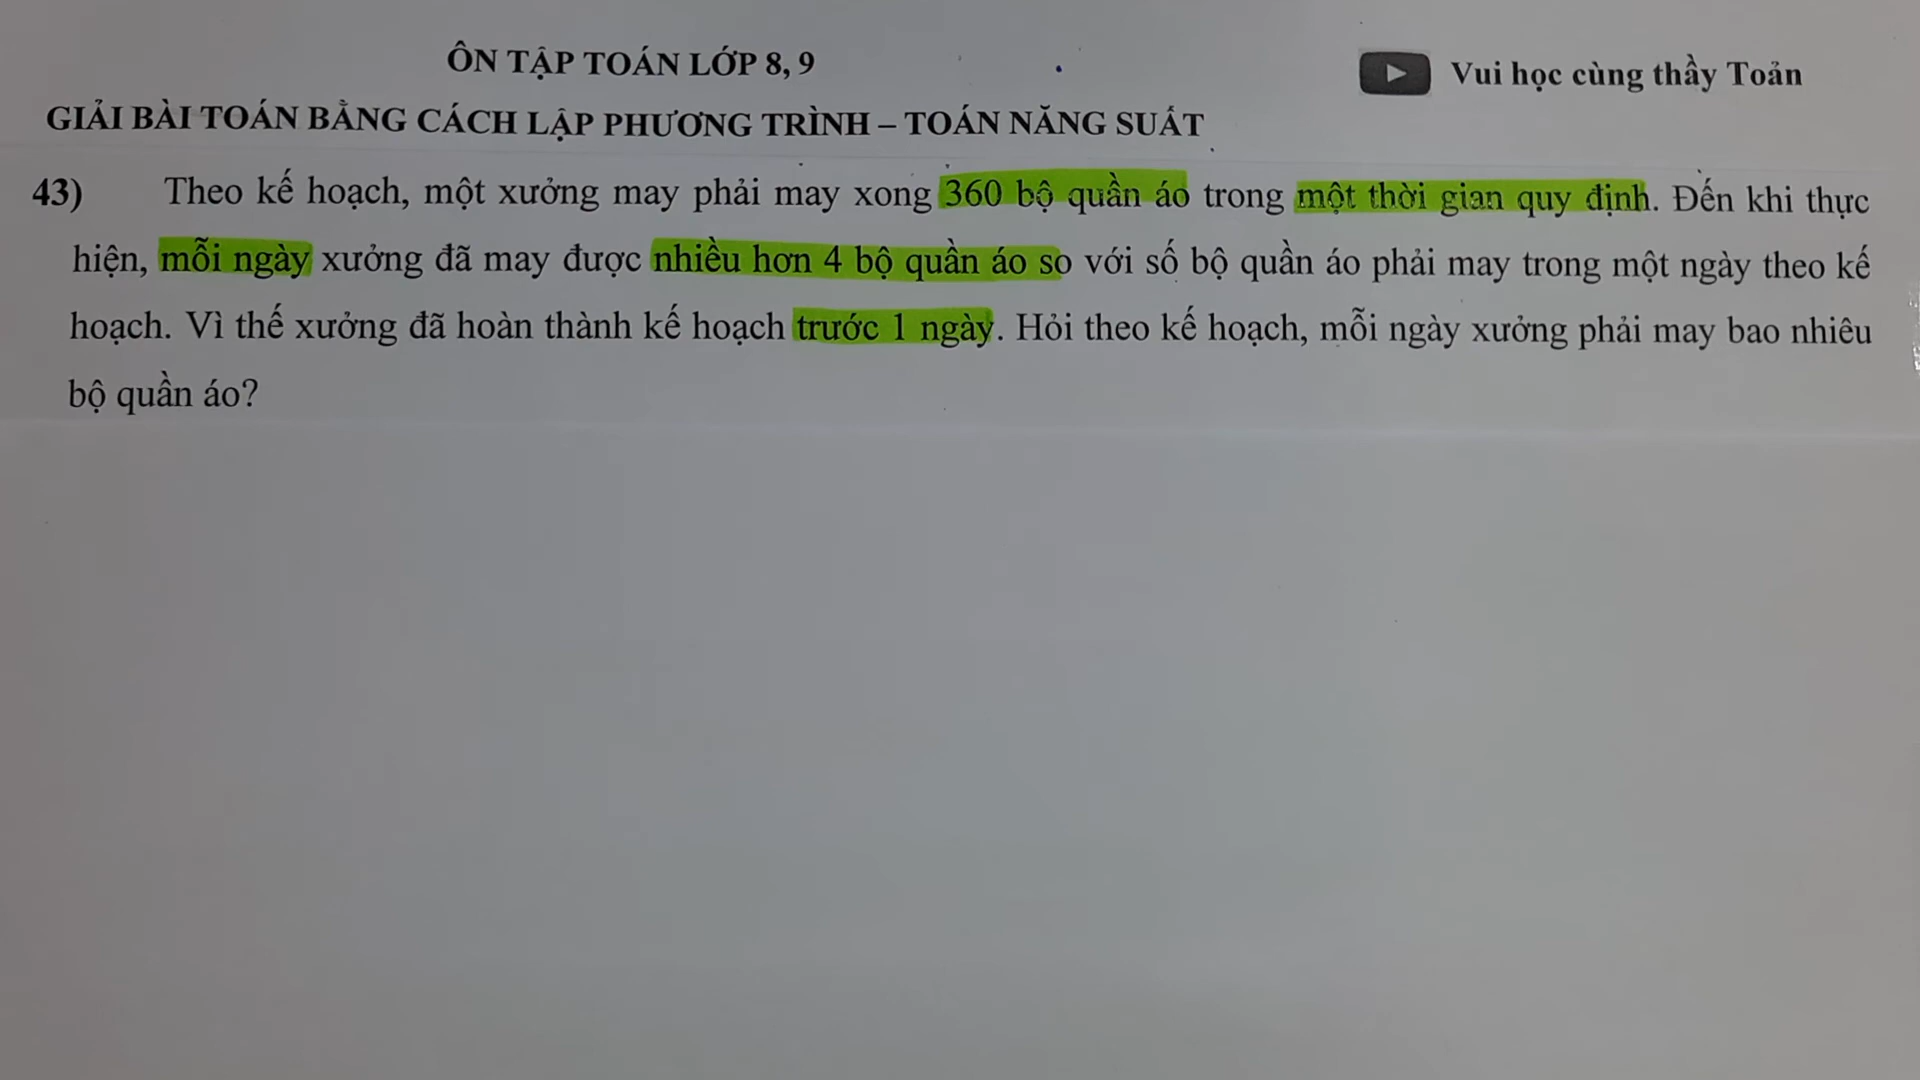 ÔN TẬP TOÁN LỚP 8, 9
Vui học cùng thầy Toản
GIẢI BÀI TOÁN BẰNG CÁCH LẬP PHƯƠNG TRÌNH – TOÁN NĂNG SUẤT
43) Theo kế hoạch, một xưởng may phải may xong 360 bộ quần áo trong một thời gian quy định. Đến khi thực
hiện, mỗi ngày xưởng đã may được nhiều hơn 4 bộ quần áo so với số bộ quần áo phải may trong một ngày theo kế
hoạch. Vì thế xưởng đã hoàn thành kế hoạch trước 1 ngày. Hỏi theo kế hoạch, mỗi ngày xưởng phải may bao nhiêu
bộ quần áo?